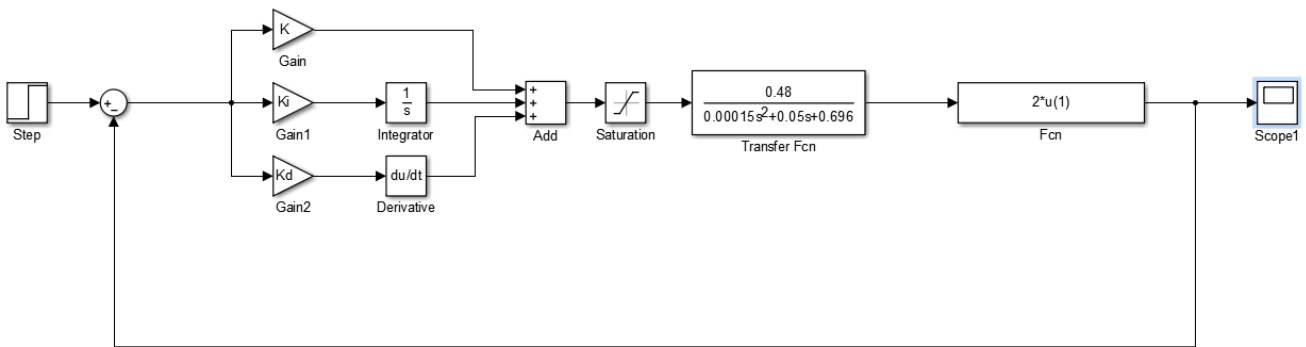 K
Gain
Step
+
−
Ki
Gain1
1
s
Integrator
+
+
+
Add
Saturation
0.48
0.00015s²+0.05s+0.696
Transfer Fcn
2*u(1)
Fcn
Scope1
Kd
Gain2
du/dt
Derivative